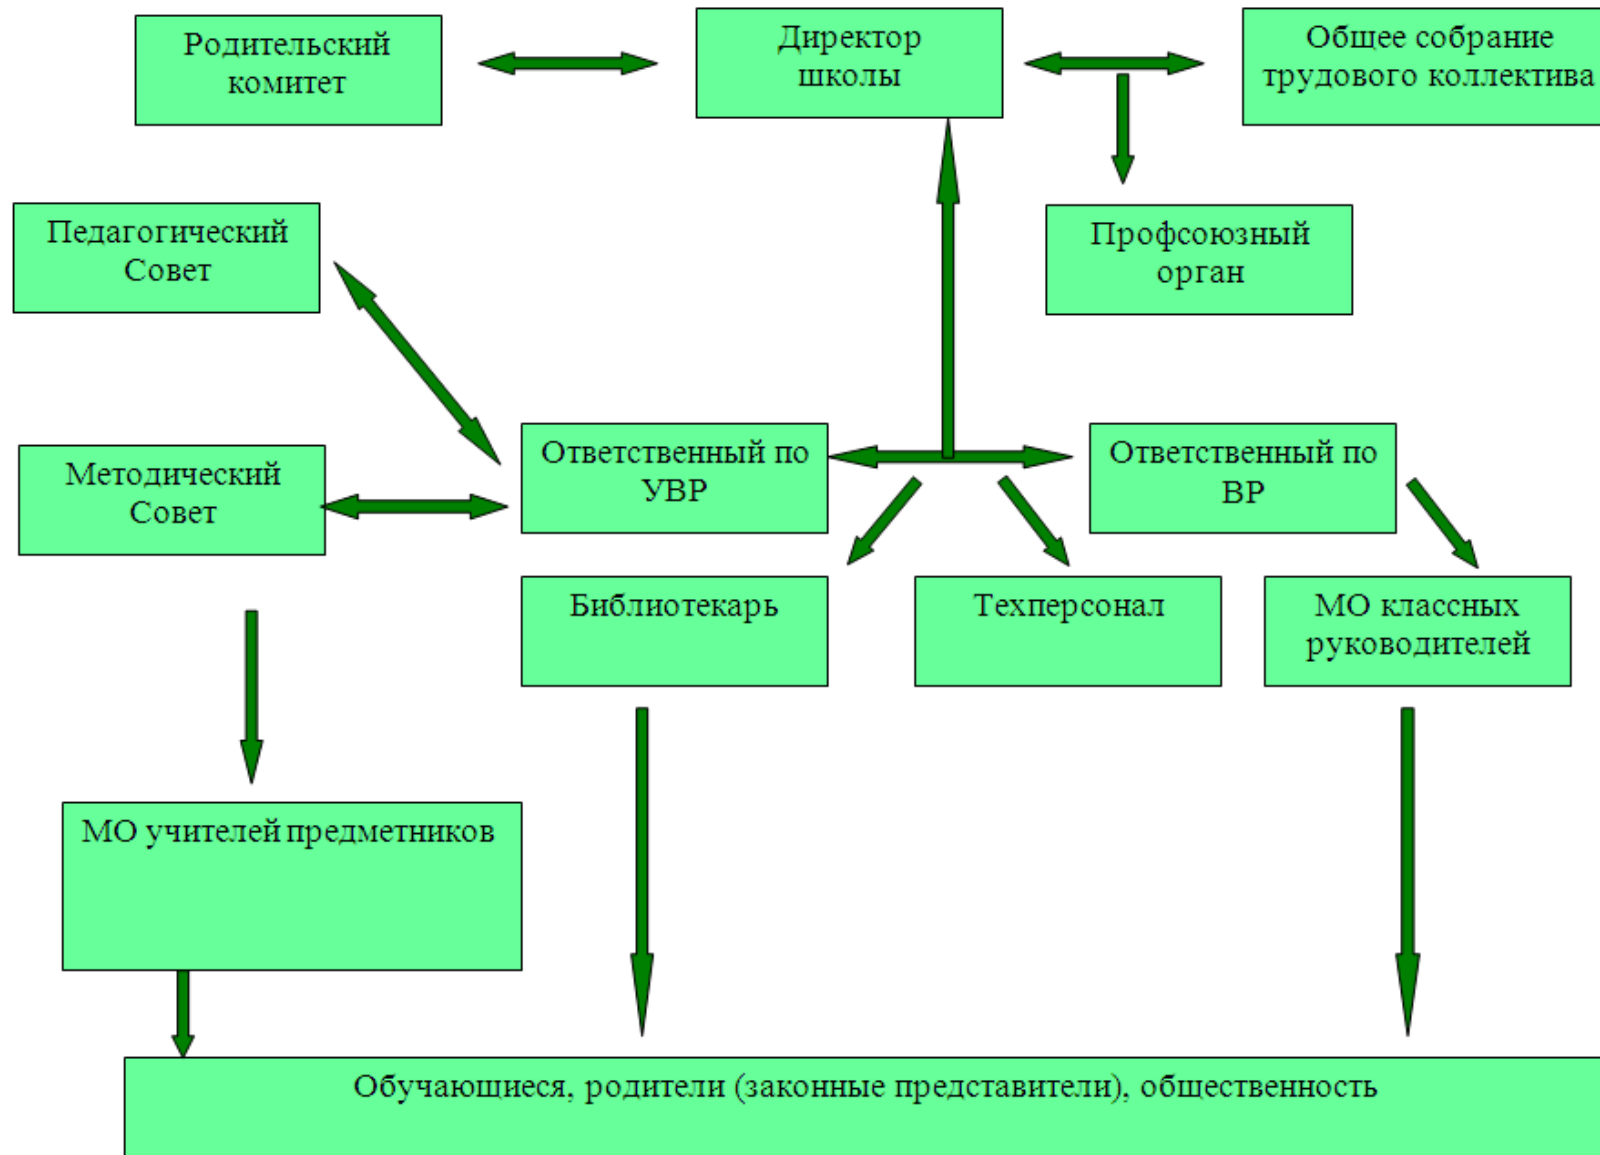 Родительский
комитет
Директор
школы
Общее собрание
трудового коллектива
Педагогический
Совет
Профсоюзный
орган
Методический
Совет
Ответственный по
УВР
Ответственный по
ВР
Библиотекарь
Техперсонал
МО классных
руководителей
МО учителей предметников
Обучающиеся, родители (законные представители), общественность